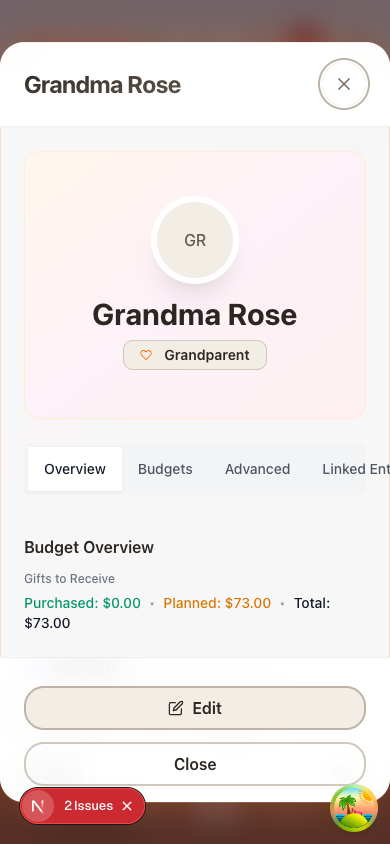 Grandma Rose
GR
Grandma Rose
Grandparent
Overview Budgets Advanced Linked Ent
Budget Overview
Gifts to Receive
Purchased: $0.00 • Planned: $73.00 • Total:
$73.00
Edit
Close
N 2 Issues